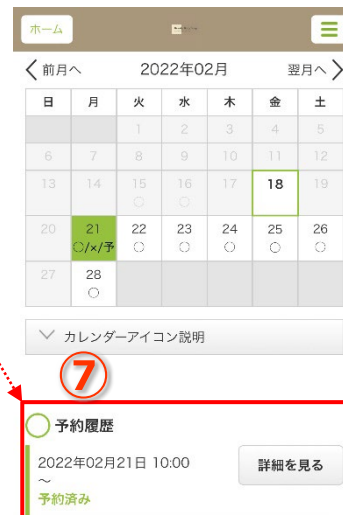 ホーム
前月へ 2022年02月 翌月へ
日 月 火 水 木 金 土
1 2 3 4 5
6 7 8 9 10 11 12
13 14 15 16 17 18 19
〇 〇
20 21 22 23 24 25 26
〇/×/予 〇 〇 〇 〇 〇
27 28
〇
カレンダーアイコン説明
⑦
予約履歴
2022年02月21日 10:00 詳細を見る
～
予約済み